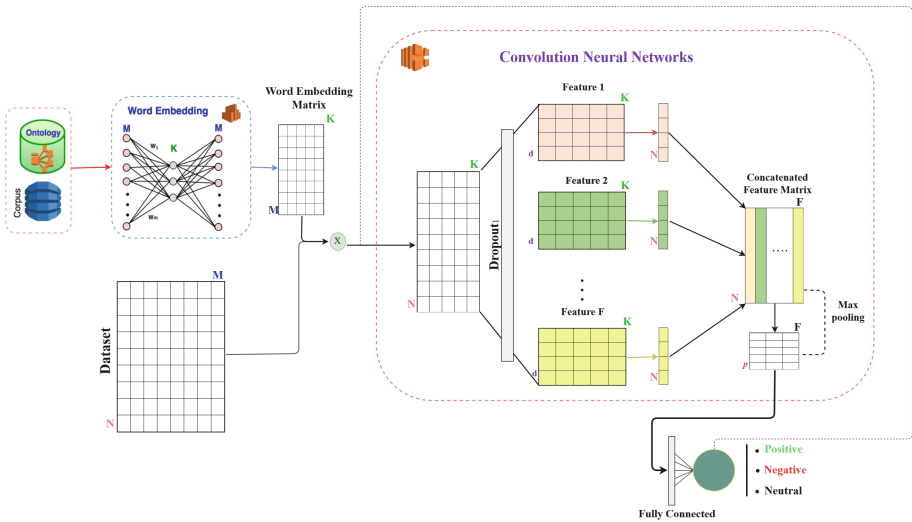 Ontology
Corpus
Word Embedding
M
M
K
W1
Wm
Word Embedding
Matrix
K
M
X
Dataset
M
N
Convolution Neural Networks
K
N
Dropout1
Feature 1
K
d
N
Feature 2
K
d
N
Feature F
K
d
N
Concatenated
Feature Matrix
F
N
Max
pooling
F
p
Fully Connected
• Positive
• Negative
• Neutral